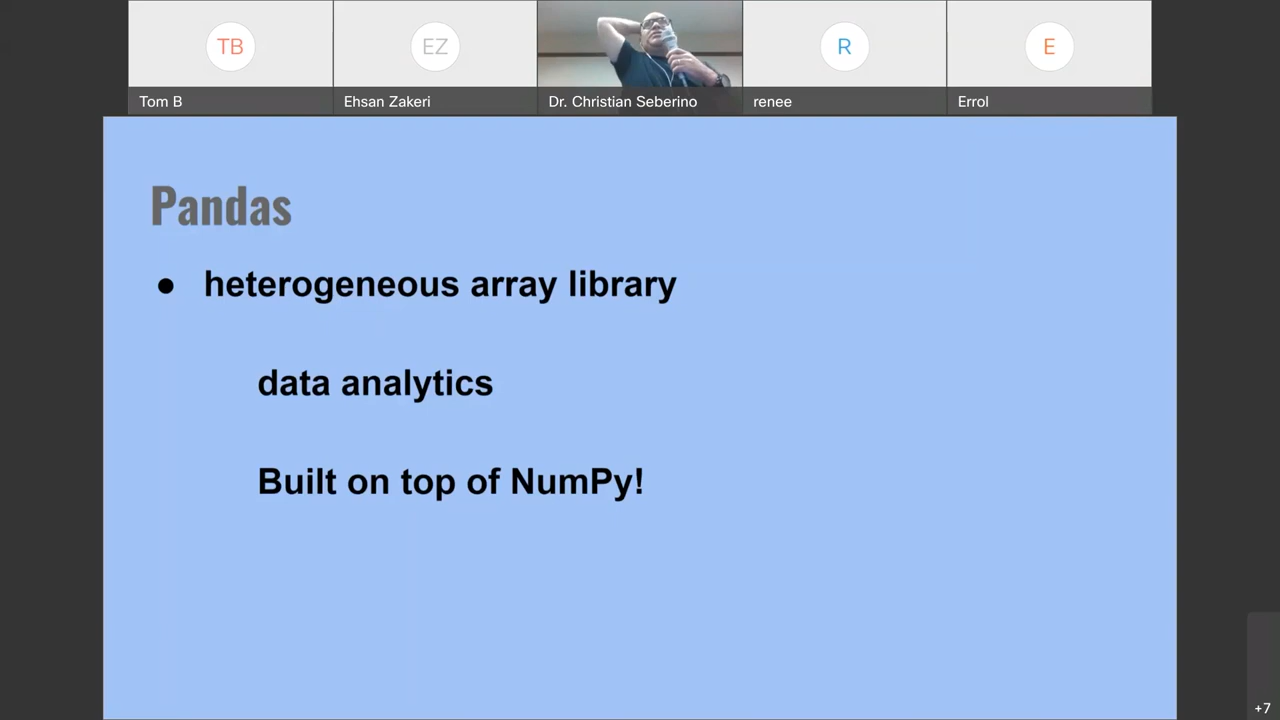 TB
EZ
R
E
Tom B
Ehsan Zakeri
Dr. Christian Seberino
renee
Errol
Pandas
● heterogeneous array library
data analytics
Built on top of NumPy!
+7